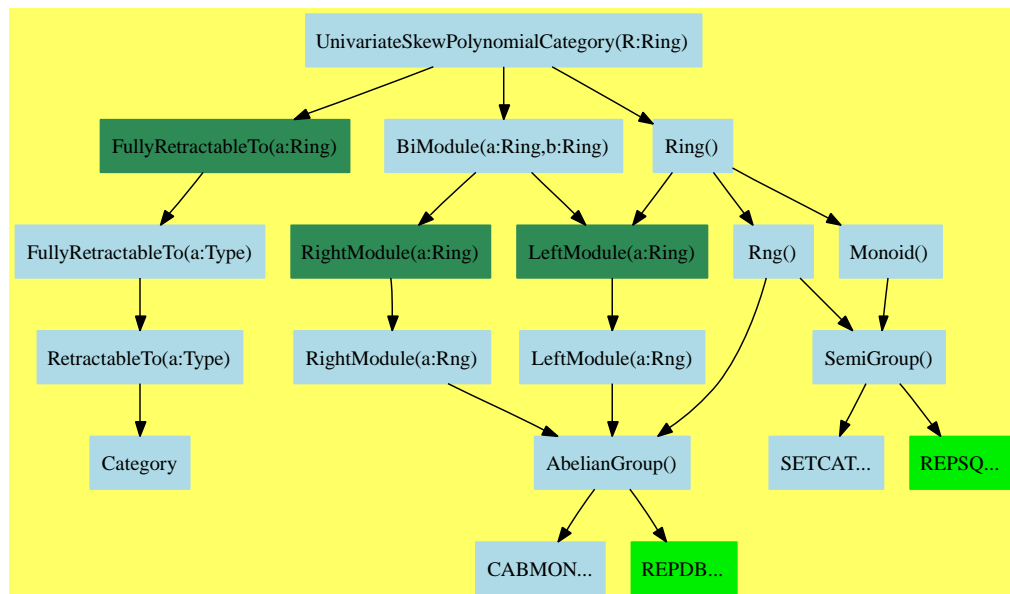 UnivariateSkewPolynomialCategory(R:Ring)
FullyRetractableTo(a:Ring)
BiModule(a:Ring,b:Ring)
Ring()
FullyRetractableTo(a:Type)
RightModule(a:Ring)
LeftModule(a:Ring)
Rng()
Monoid()
RetractableTo(a:Type)
RightModule(a:Rng)
LeftModule(a:Rng)
SemiGroup()
Category
AbelianGroup()
SETCAT...
REPSQ...
CABMON...
REPDB...